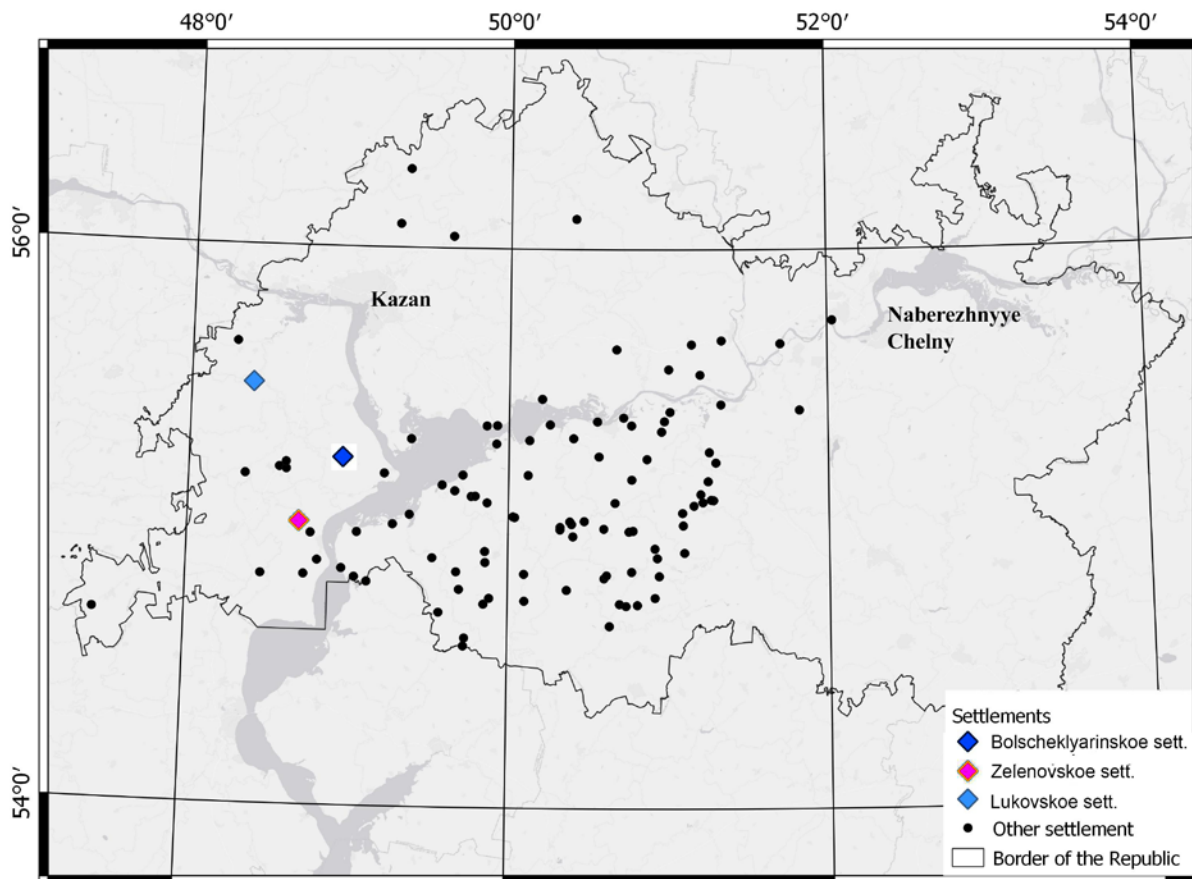 48°0′ 50°0′ 52°0′ 54°0′
56°0′
Kazan
Naberezhnyye
Chelny
54°0′
Settlements
Bolscheklyarinskoe sett.
Zelenovskoe sett.
Lukovskoe sett.
Other settlement
Border of the Republic